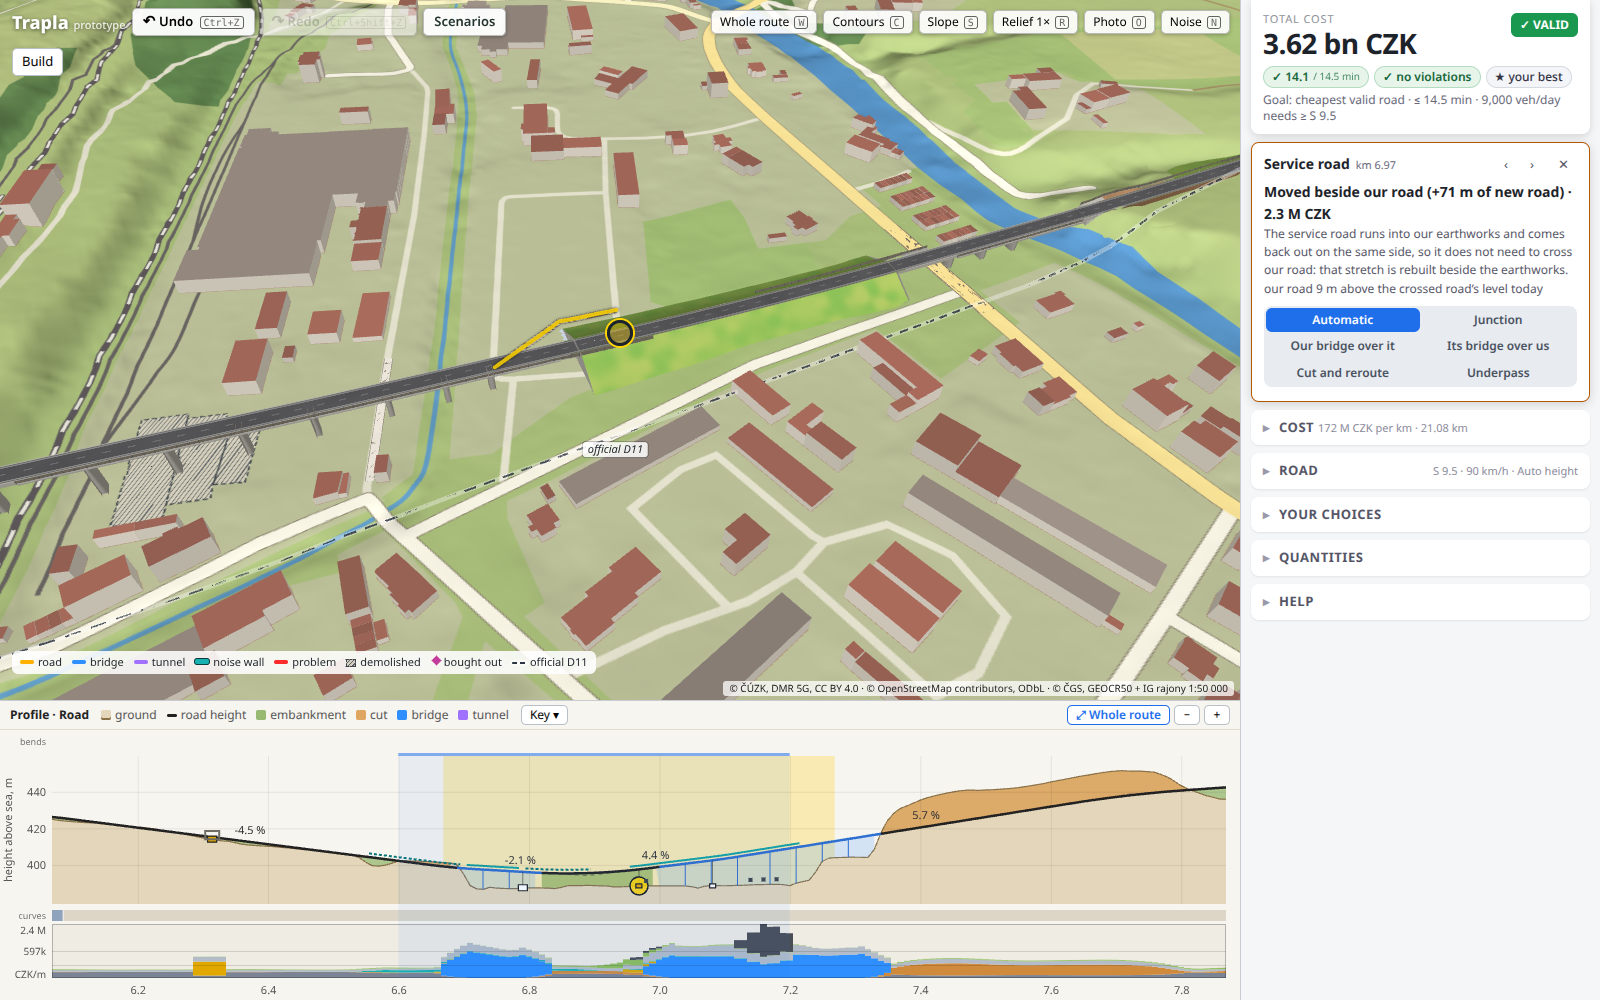 Trapla prototype
↶ Undo Ctrl+Z
Redo Ctrl+Shift+Z
Scenarios
Whole route W
Contours C
Slope S
Relief 1× R
Photo O
Noise N
Build
official D11
road
bridge
tunnel
noise wall
problem
demolished
bought out
official D11
© ČÚZK, DMR 5G, CC BY 4.0 · © OpenStreetMap contributors, ODbL · © ČGS, GEOCR50 + IG rajony 1:50 000
TOTAL COST
3.62 bn CZK
✓ VALID
✓ 14.1 / 14.5 min
✓ no violations
★ your best
Goal: cheapest valid road · ≤ 14.5 min · 9,000 veh/day
needs ≥ S 9.5
Service road km 6.97 ‹ › ✕
Moved beside our road (+71 m of new road) ·
2.3 M CZK
The service road runs into our earthworks and comes
back out on the same side, so it does not need to cross
our road: that stretch is rebuilt beside the earthworks.
our road 9 m above the crossed road's level today
Automatic
Junction
Our bridge over it
Its bridge over us
Cut and reroute
Underpass
▶ COST 172 M CZK per km · 21.08 km
▶ ROAD S 9.5 · 90 km/h · Auto height
▶ YOUR CHOICES
▶ QUANTITIES
▶ HELP
Profile · Road
ground
road height
embankment
cut
bridge
tunnel
Key ▾
⤢ Whole route
−
+
bends
height above sea, m
440
420
400
-4.5 %
-2.1 %
4.4 %
5.7 %
curves
2.4 M
597k
CZK/m
6.2
6.4
6.6
6.8
7.0
7.2
7.4
7.6
7.8